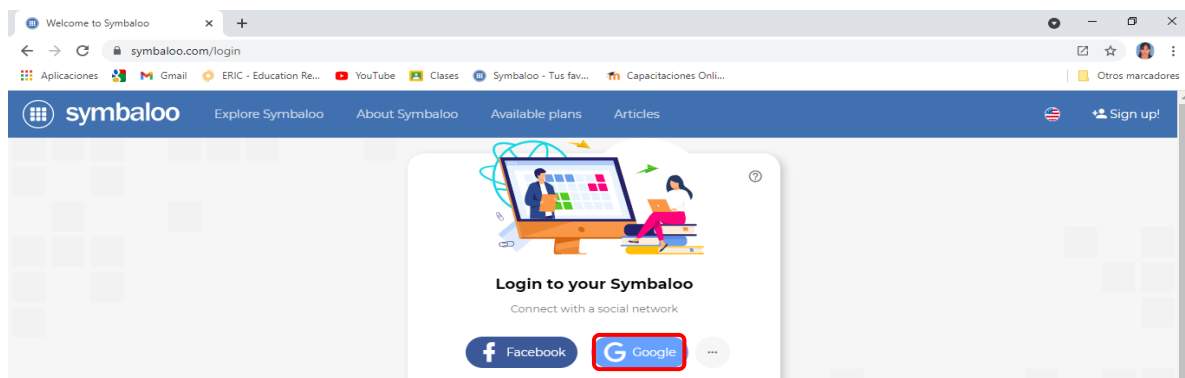 Welcome to Symbaloo
symbaloo.com/login
Aplicaciones Gmail ERIC - Education Re... YouTube Clases Symbaloo - Tus fav... Capacitaciones Onli... Otros marcadores
symbaloo Explore Symbaloo About Symbaloo Available plans Articles Sign up!
Login to your Symbaloo
Connect with a social network
Facebook Google ...